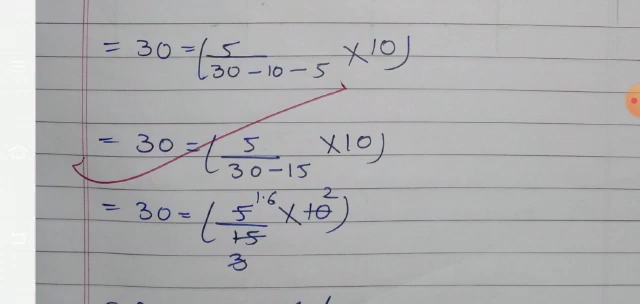 = 30 = (5/30-10-5 ×10)
= 30 = (5/30-15 ×10)
= 30 = (5 1.6/15 × 10 2)
3